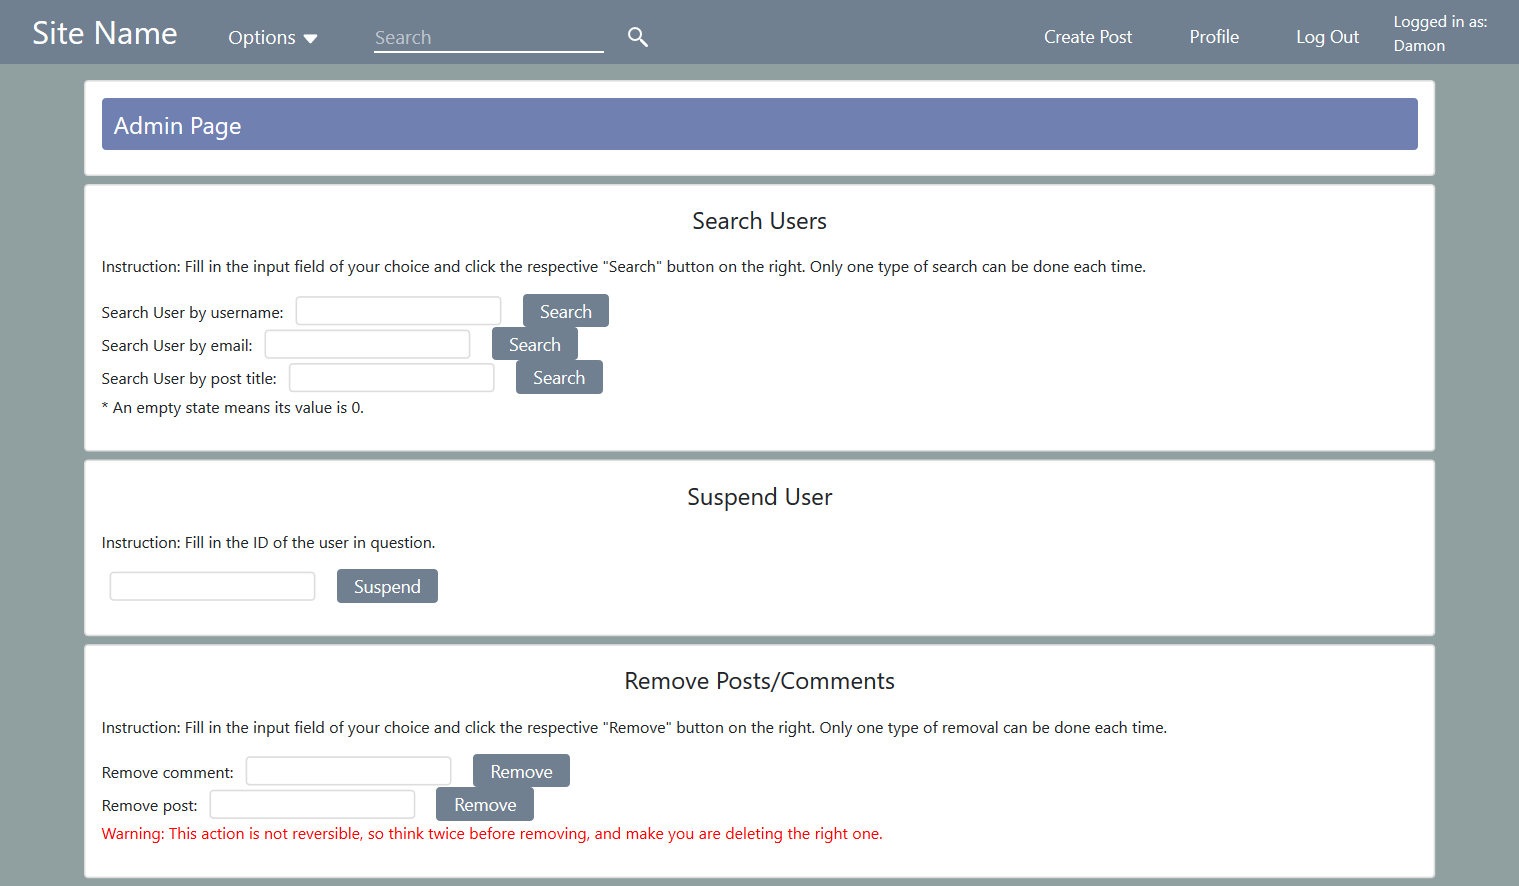 Site Name
Options
Search
Create Post
Profile
Log Out
Logged in as:
Damon
Admin Page
Search Users
Instruction: Fill in the input field of your choice and click the respective "Search" button on the right. Only one type of search can be done each time.
Search User by username: Search
Search User by email: Search
Search User by post title: Search
* An empty state means its value is 0.
Suspend User
Instruction: Fill in the ID of the user in question.
Suspend
Remove Posts/Comments
Instruction: Fill in the input field of your choice and click the respective "Remove" button on the right. Only one type of removal can be done each time.
Remove comment: Remove
Remove post: Remove
Warning: This action is not reversible, so think twice before removing, and make you are deleting the right one.